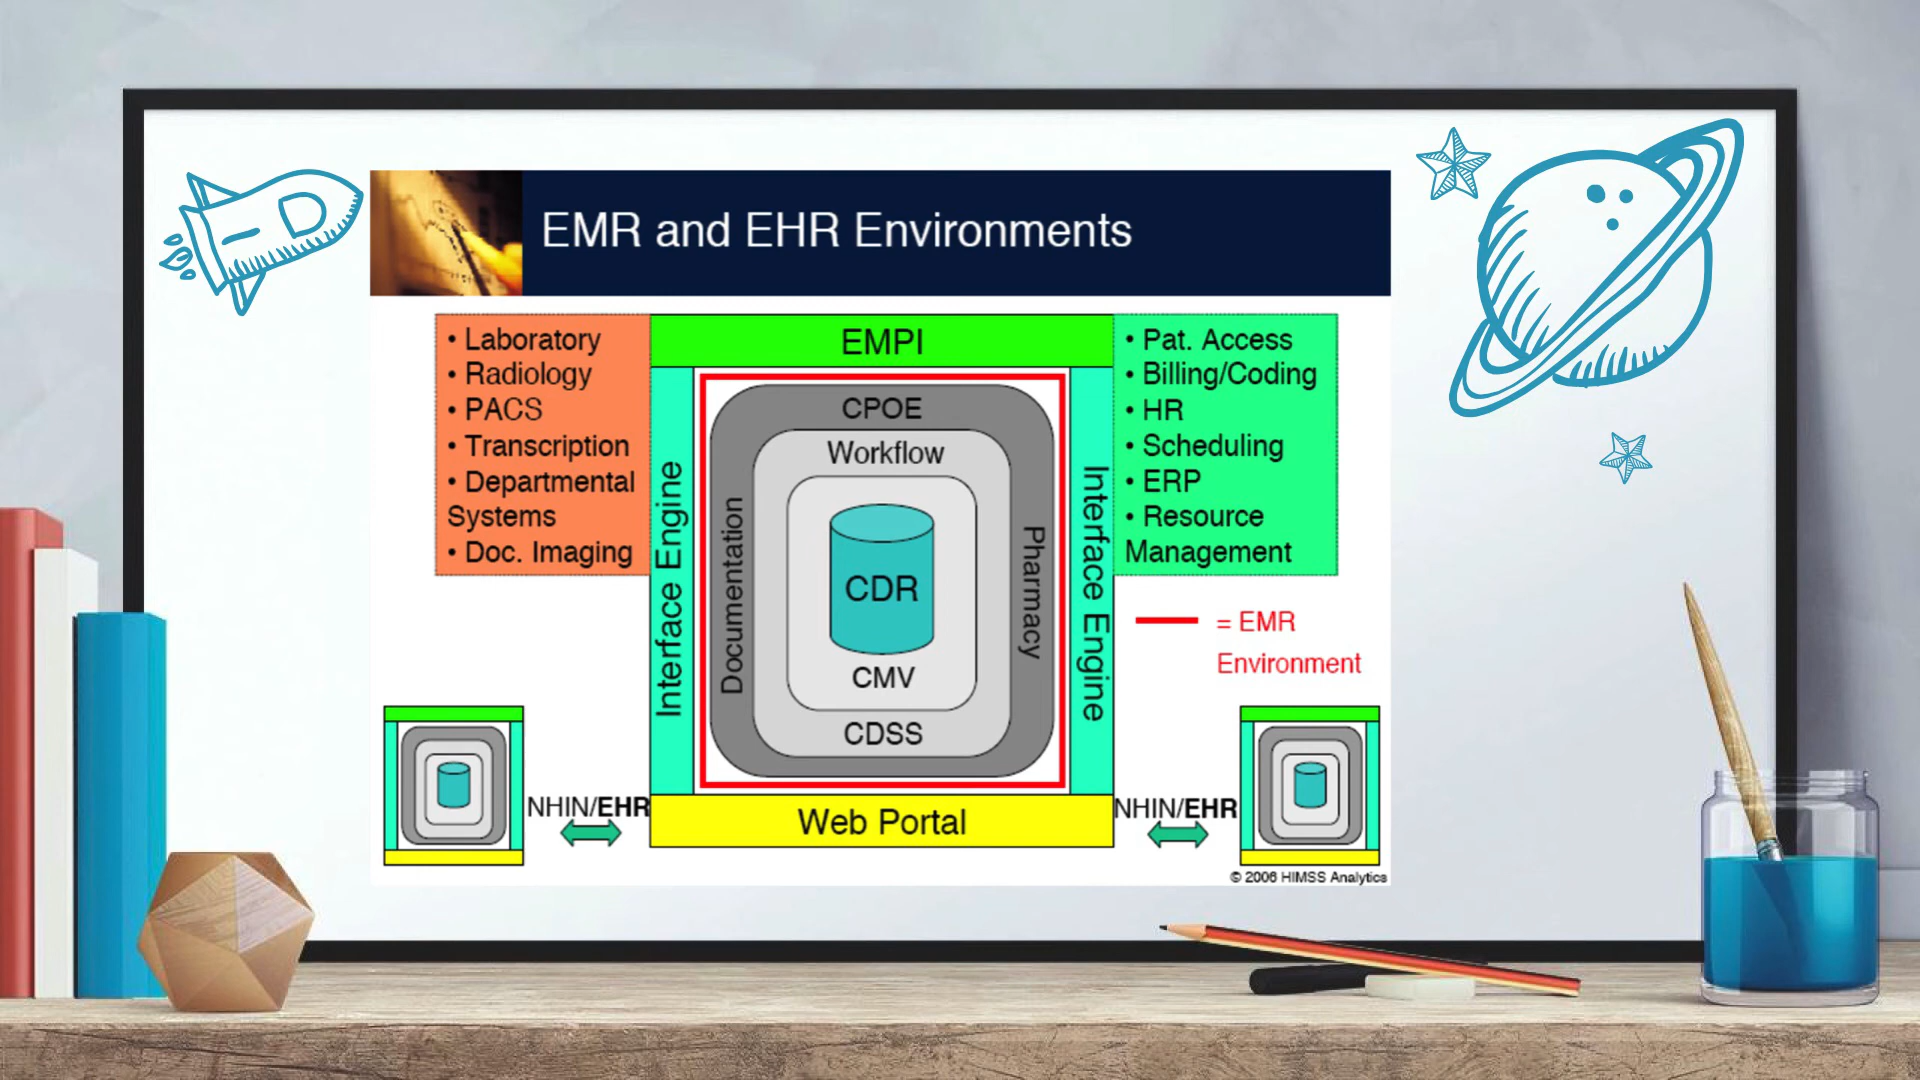 EMR and EHR Environments
• Laboratory
• Radiology
• PACS
• Transcription
• Departmental
Systems
• Doc. Imaging
EMPI
• Pat. Access
• Billing/Coding
• HR
• Scheduling
• ERP
• Resource
Management
Interface Engine
Documentation
CPOE
Workflow
CDR
CMV
CDSS
Pharmacy
Interface Engine
= EMR
Environment
NHIN/EHR
Web Portal
NHIN/EHR
© 2006 HIMSS Analytics